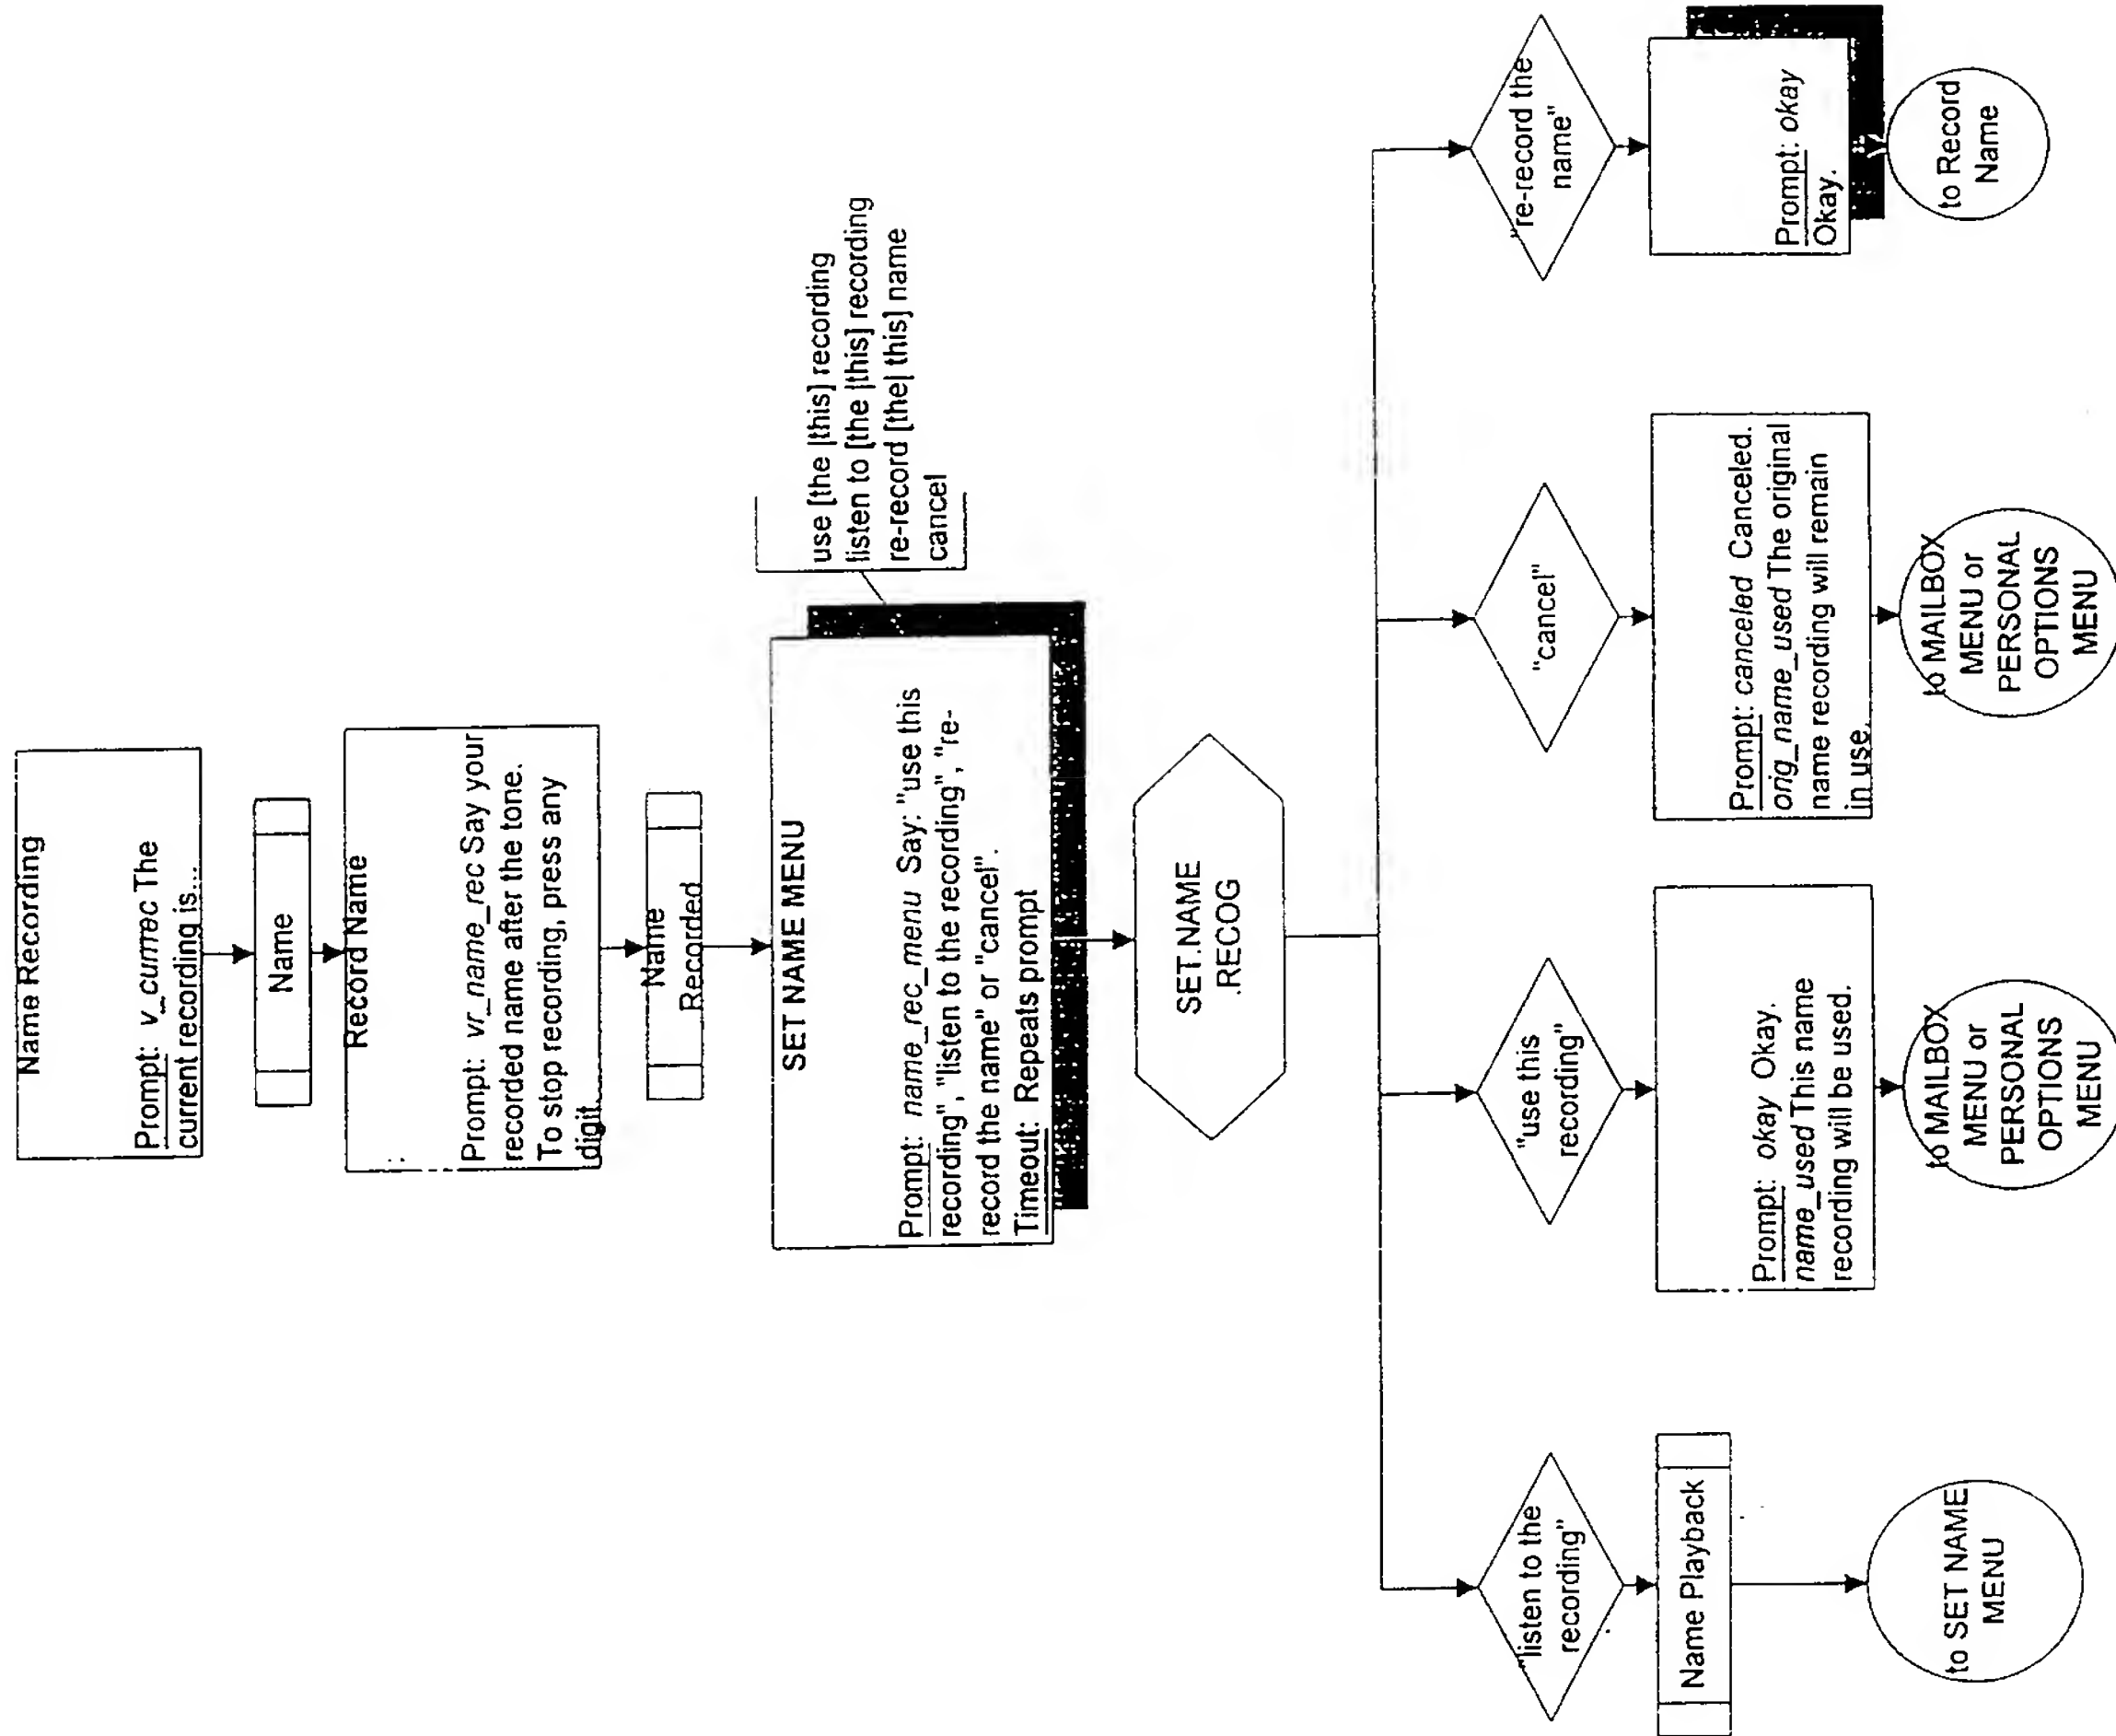 Name Recording
Prompt: v_currec The
current recording is...
Name
Record Name
Prompt: vr_name_rec Say your
recorded name after the tone.
To stop recording, press any
digit.
Name
Recorded
SET NAME MENU
Prompt: name_rec_menu Say: "use this
recording", "listen to the recording", "re-
record the name" or "cancel".
Timeout: Repeats prompt
use [the |this] recording
listen to [the |this] recording
re-record [the| this] name
cancel
SET.NAME
.RECOG
"listen to the
recording"
Name Playback
to SET NAME
MENU
"use this
recording"
Prompt: okay Okay.
name_used This name
recording will be used.
to MAILBOX
MENU or
PERSONAL
OPTIONS
MENU
"cancel"
Prompt: canceled Canceled.
orig_name_used The original
name recording will remain
in use.
to MAILBOX
MENU or
PERSONAL
OPTIONS
MENU
"re-record the
name"
Prompt: okay
Okay.
to Record
Name